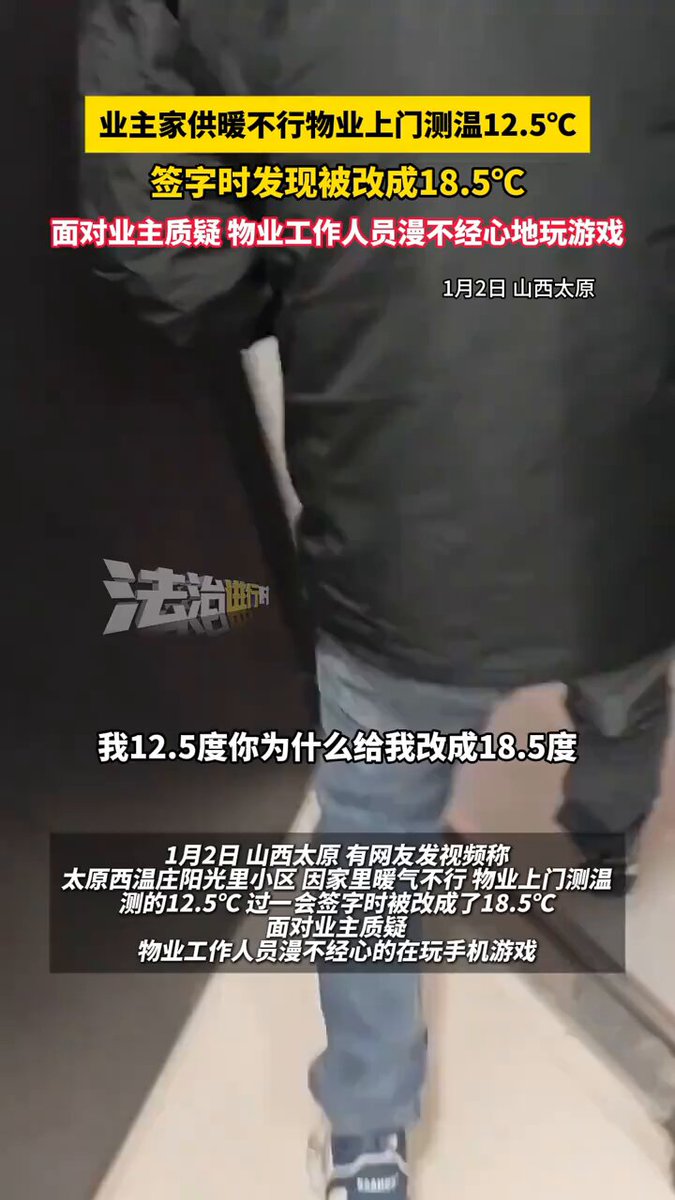 业主家供暖不行物业上门测温12.5℃
签字时发现被改成18.5℃
面对业主质疑 物业工作人员漫不经心地玩游戏
1月2日 山西太原
法治进行时
我12.5度你为什么给我改成18.5度
1月2日 山西太原 有网友发视频称
太原西温庄阳光里小区 因家里暖气不行 物业上门测温
测的12.5℃ 过一会签字时被改成了18.5℃
面对业主质疑
物业工作人员漫不经心的在玩手机游戏